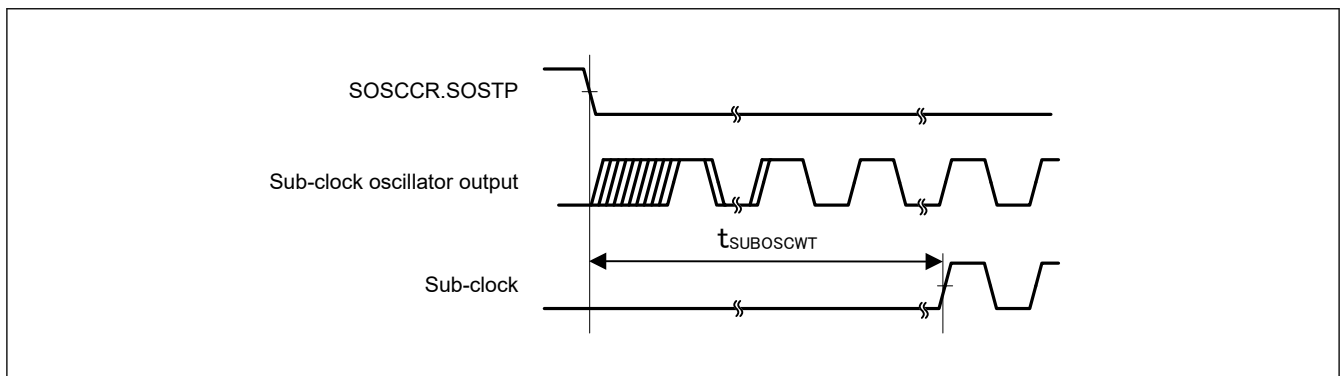 SOSCCR.SOSTP
Sub-clock oscillator output
tSUBOSCWT
Sub-clock